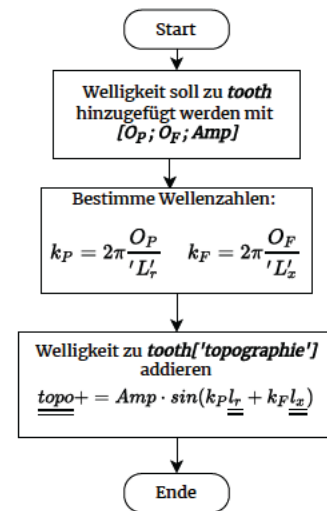 Start
Welligkeit soll zu tooth
hinzugefügt werden mit
[O_P; O_F; Amp]
Bestimme Wellenzahlen:
k_P = 2π O_P / 'L'_r   k_F = 2π O_F / 'L'_x
Welligkeit zu tooth['topographie']
addieren
topo+ = Amp · sin(k_P l_r + k_F l_x)
Ende